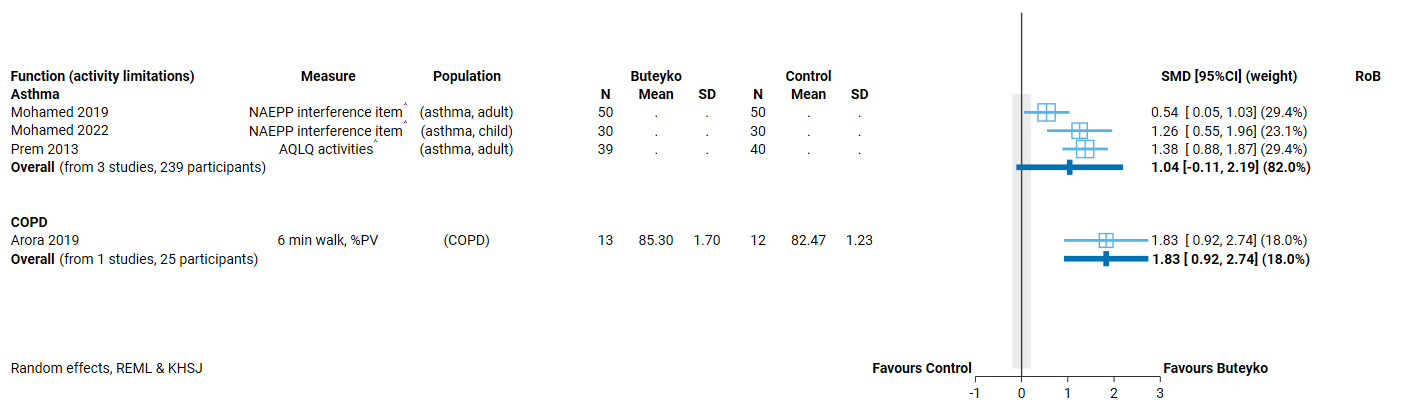 Function (activity limitations) Measure Population Buteyko Control SMD [95%CI] (weight) RoB
Asthma N Mean SD N Mean SD
Mohamed 2019 NAEPP interference item^ (asthma, adult) 50 . . 50 . . 0.54 [ 0.05, 1.03] (29.4%)
Mohamed 2022 NAEPP interference item^ (asthma, child) 30 . . 30 . . 1.26 [ 0.55, 1.96] (23.1%)
Prem 2013 AQLQ activities^ (asthma, adult) 39 . . 40 . . 1.38 [ 0.88, 1.87] (29.4%)
Overall (from 3 studies, 239 participants) 1.04 [-0.11, 2.19] (82.0%)
COPD
Arora 2019 6 min walk, %PV (COPD) 13 85.30 1.70 12 82.47 1.23 1.83 [ 0.92, 2.74] (18.0%)
Overall (from 1 studies, 25 participants) 1.83 [ 0.92, 2.74] (18.0%)
Random effects, REML & KHSJ Favours Control Favours Buteyko
-1 0 1 2 3